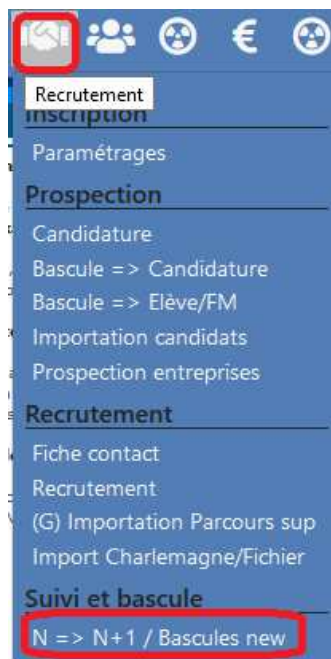 €
Recrutement
Inscription
Paramétrages
Prospection
Candidature
Bascule => Candidature
Bascule => Elève/FM
Importation candidats
Prospection entreprises
Recrutement
Fiche contact
Recrutement
(G) Importation Parcours sup
Import Charlemagne/Fichier
Suivi et bascule
N => N+1 / Bascules new